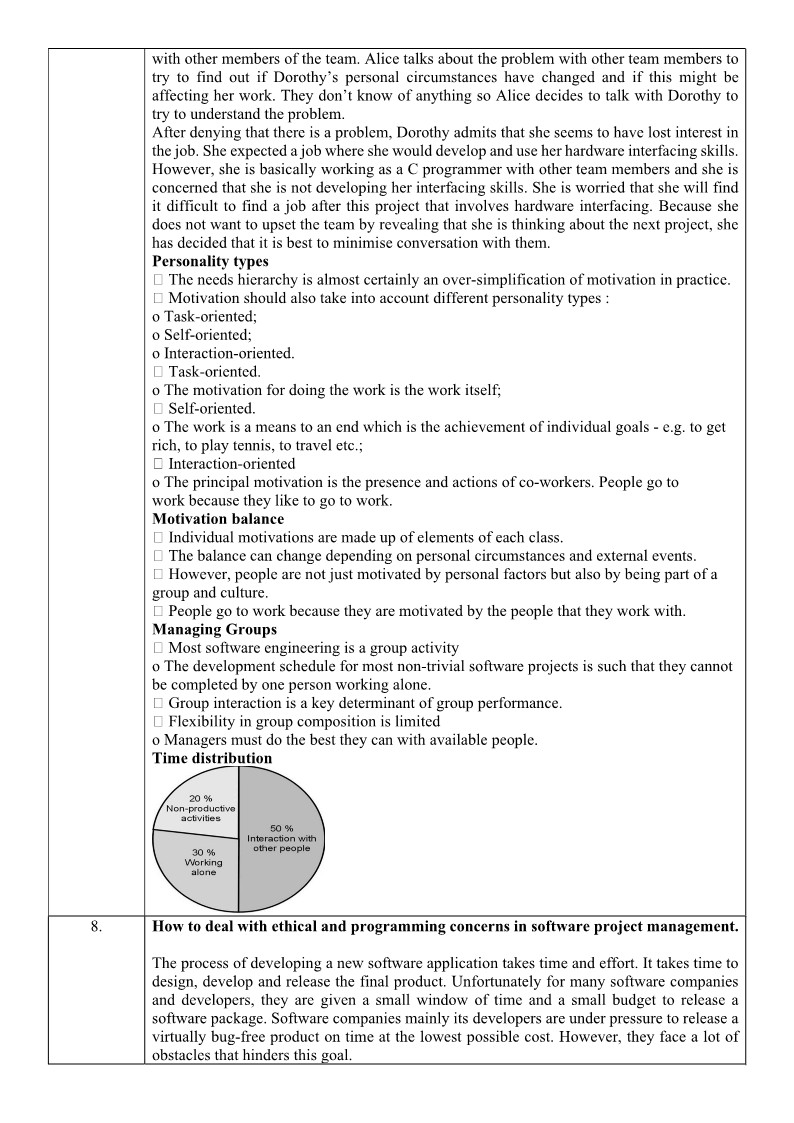 with other members of the team. Alice talks about the problem with other team members to
try to find out if Dorothy’s personal circumstances have changed and if this might be
affecting her work. They don’t know of anything so Alice decides to talk with Dorothy to
try to understand the problem.
After denying that there is a problem, Dorothy admits that she seems to have lost interest in
the job. She expected a job where she would develop and use her hardware interfacing skills.
However, she is basically working as a C programmer with other team members and she is
concerned that she is not developing her interfacing skills. She is worried that she will find
it difficult to find a job after this project that involves hardware interfacing. Because she
does not want to upset the team by revealing that she is thinking about the next project, she
has decided that it is best to minimise conversation with them.
Personality types
 The needs hierarchy is almost certainly an over-simplification of motivation in practice.
 Motivation should also take into account different personality types :
o Task-oriented;
o Self-oriented;
o Interaction-oriented.
 Task-oriented.
o The motivation for doing the work is the work itself;
 Self-oriented.
o The work is a means to an end which is the achievement of individual goals - e.g. to get
rich, to play tennis, to travel etc.;
 Interaction-oriented
o The principal motivation is the presence and actions of co-workers. People go to
work because they like to go to work.
Motivation balance
 Individual motivations are made up of elements of each class.
 The balance can change depending on personal circumstances and external events.
 However, people are not just motivated by personal factors but also by being part of a
group and culture.
 People go to work because they are motivated by the people that they work with.
Managing Groups
 Most software engineering is a group activity
o The development schedule for most non-trivial software projects is such that they cannot
be completed by one person working alone.
 Group interaction is a key determinant of group performance.
 Flexibility in group composition is limited
o Managers must do the best they can with available people.
Time distribution
20 %
Non-productive
activities
50 %
Interaction with
other people
30 %
Working
alone
8.
How to deal with ethical and programming concerns in software project management.
The process of developing a new software application takes time and effort. It takes time to
design, develop and release the final product. Unfortunately for many software companies
and developers, they are given a small window of time and a small budget to release a
software package. Software companies mainly its developers are under pressure to release a
virtually bug-free product on time at the lowest possible cost. However, they face a lot of
obstacles that hinders this goal.